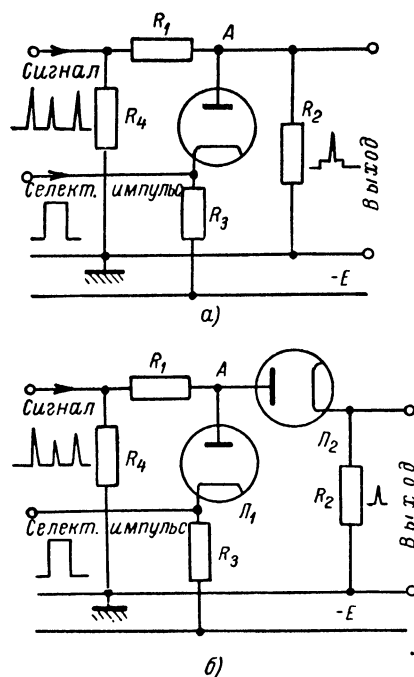 R₁ A
Сигнал
R₄
R₂
Выход
Селект. импульс
R₃
-E
а)
R₁ A
Сигнал
R₄
Л₂
R₂
Выход
Селект. импульс
Л₁
R₃
-E
б)